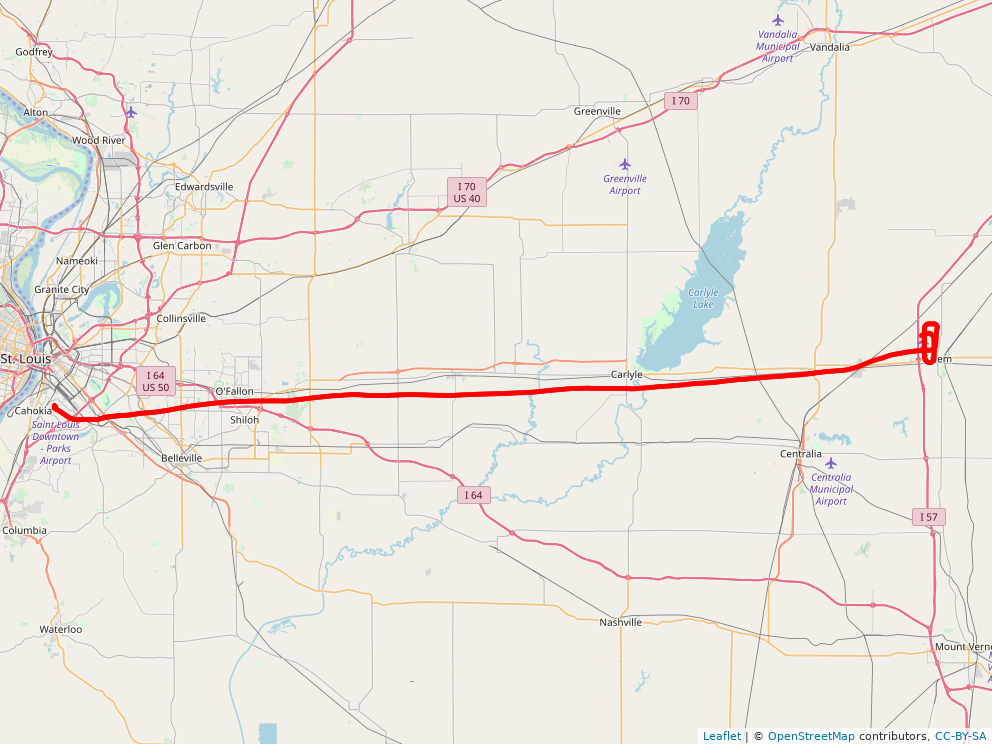 Godfrey
Vandalia
Municipal
Airport
Vandalia
Alton
Greenville
I 70
Wood River
Greenville
Airport
Edwardsville
I 70
US 40
Glen Carbon
Nameoki
Granite City
Carlyle
Lake
Collinsville
St. Louis
em
I 64
US 50
Carlyle
O'Fallon
Cahokia
Shiloh
Saint Louis
Downtown
- Parks
Airport
Belleville
Centralia
Centralia
Municipal
Airport
I 64
I 57
Columbia
Nashville
Waterloo
Mount Vern
Leaflet | © OpenStreetMap contributors, CC-BY-SA